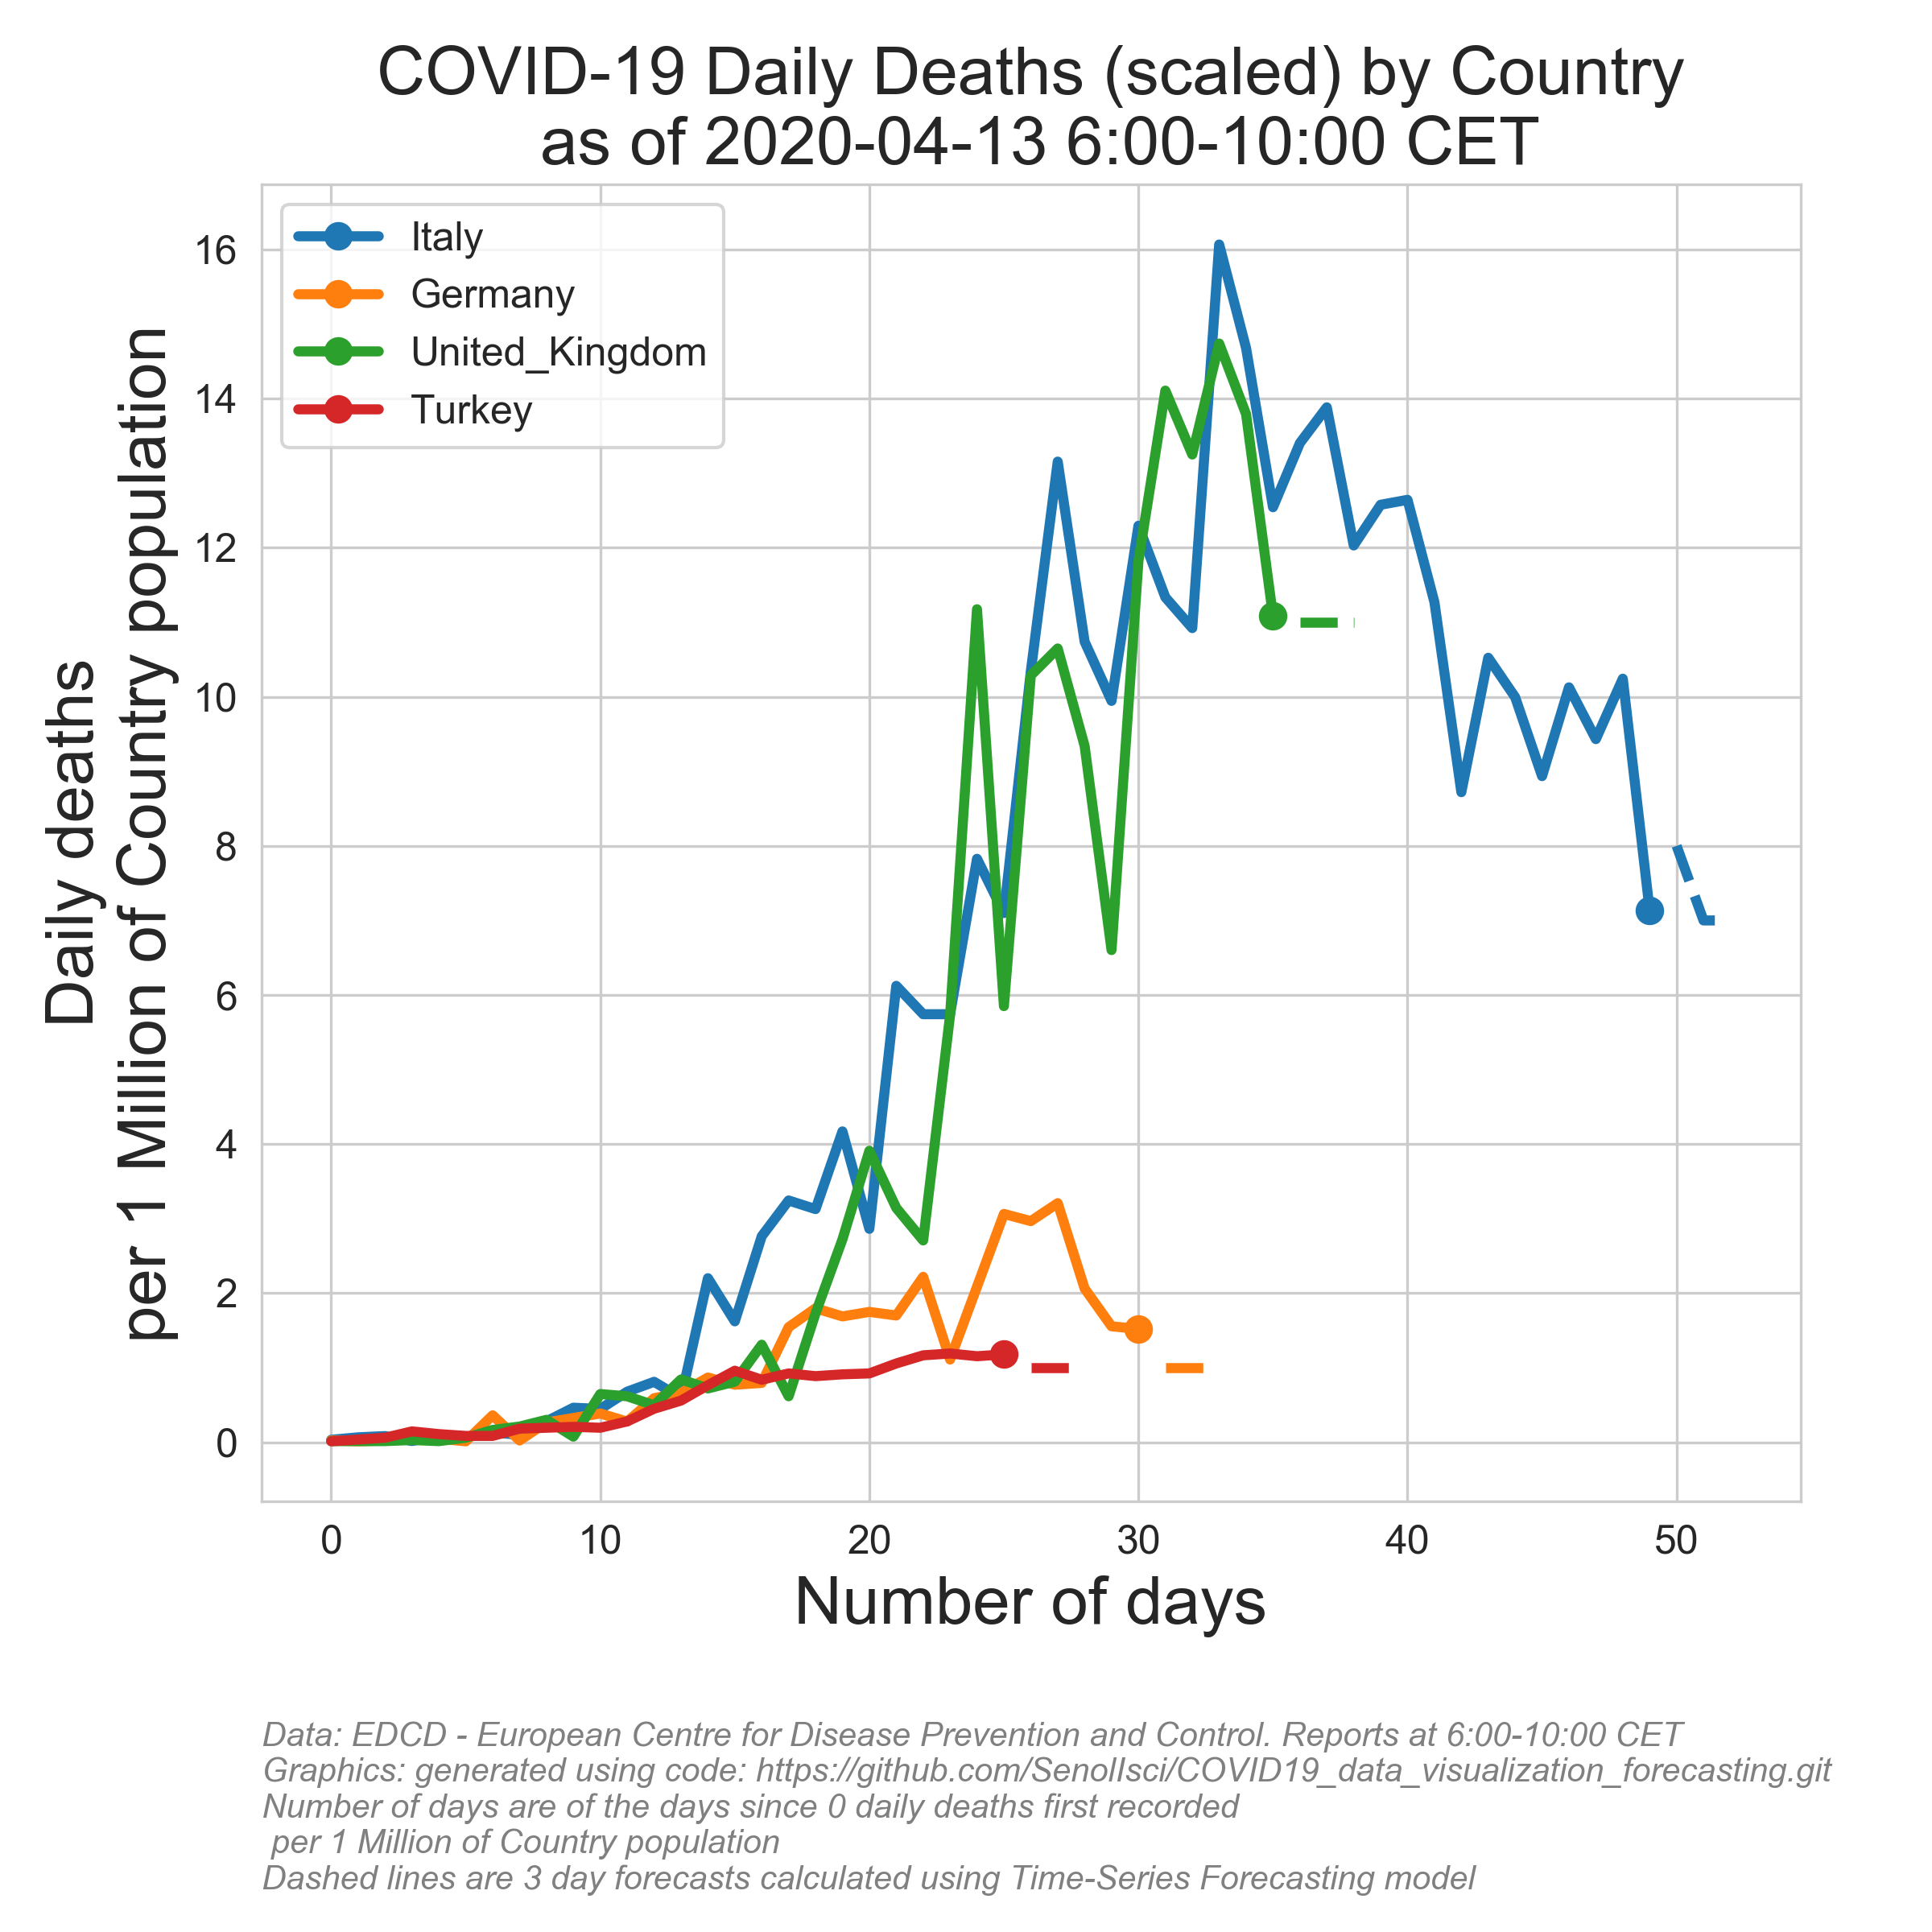 COVID-19 Daily Deaths (scaled) by Country
as of 2020-04-13 6:00-10:00 CET
Italy
Germany
United_Kingdom
Turkey
Daily deaths
per 1 Million of Country population
16
14
12
10
8
6
4
2
0
0 10 20 30 40 50
Number of days
Data: EDCD - European Centre for Disease Prevention and Control. Reports at 6:00-10:00 CET
Graphics: generated using code: https://github.com/SenolIsci/COVID19_data_visualization_forecasting.git
Number of days are of the days since 0 daily deaths first recorded
per 1 Million of Country population
Dashed lines are 3 day forecasts calculated using Time-Series Forecasting model